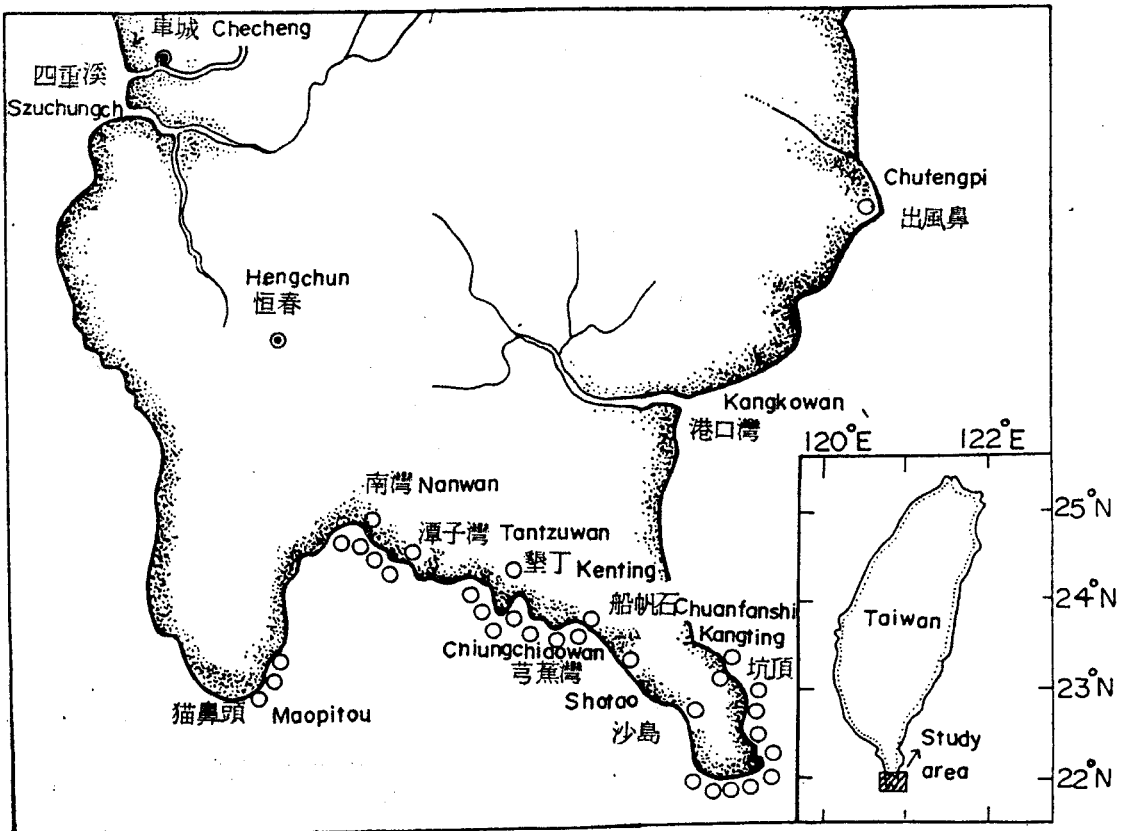 車城 Checheng
四重溪
Szuchungch
Chufengpi
出風鼻
Hengchun
恒春
Kangkowan
港口灣
南灣 Nanwan
潭子灣 Tantzuwan
墾丁 Kenting
船帆石 Chuanfanshi
Kangting
坑頂
Chiungchiaowan
芎蕉灣
Shatao
沙島
猫鼻頭 Maopitou
120°E 122°E
25°N
24°N
23°N
22°N
Taiwan
Study
area